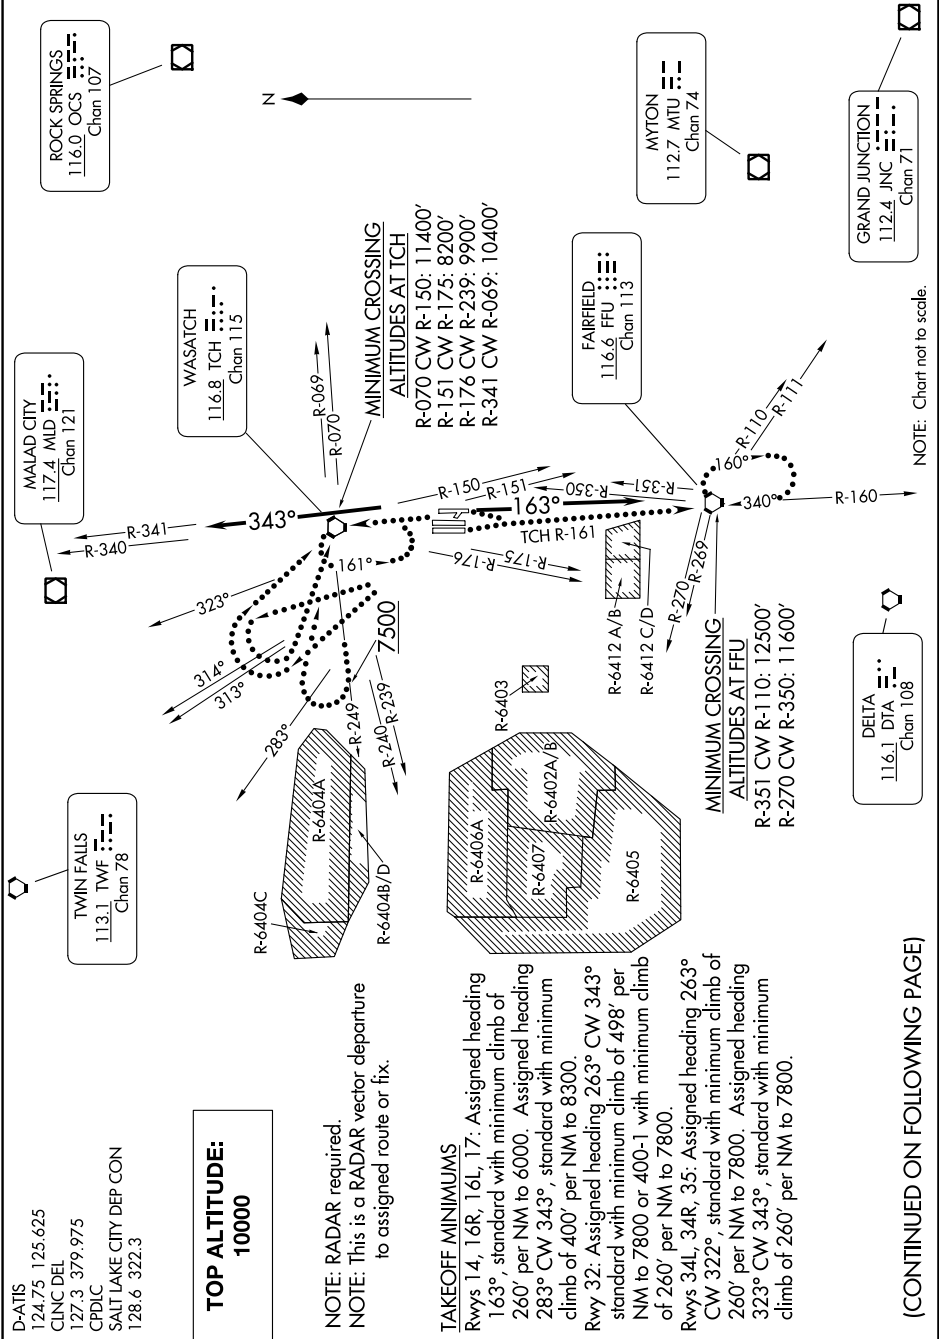 D-ATIS
124.75 125.625
CLNC DEL
127.3 379.975
CPDLC
SALT LAKE CITY DEP CON
128.6 322.3
TOP ALTITUDE:
10000
NOTE: RADAR required.
NOTE: This is a RADAR vector departure
to assigned route or fix.
TAKEOFF MINIMUMS
Rwys 14, 16R, 16L, 17: Assigned heading
163°, standard with minimum climb of
260' per NM to 6000. Assigned heading
283° CW 343°, standard with minimum
climb of 400' per NM to 8300.
Rwy 32: Assigned heading 263° CW 343°
standard with minimum climb of 498' per
NM to 7800 or 400-1 with minimum climb
of 260' per NM to 7800.
Rwys 34L, 34R, 35: Assigned heading 263°
CW 322°, standard with minimum climb of
260' per NM to 7800. Assigned heading
323° CW 343°, standard with minimum
climb of 260' per NM to 7800.
(CONTINUED ON FOLLOWING PAGE)
TWIN FALLS
113.1 TWF
Chan 78
MALAD CITY
117.4 MLD
Chan 121
ROCK SPRINGS
116.0 OCS
Chan 107
WASATCH
116.8 TCH
Chan 115
N
R-341
R-340
343°
R-069
R-070
323°
314°
313°
283°
161°
7500
R-249
R-240
R-239
R-404C
R-6404A
R-6404B/D
MINIMUM CROSSING
ALTITUDES AT TCH
R-070 CW R-150: 11400'
R-151 CW R-175: 8200'
R-176 CW R-239: 9900'
R-341 CW R-069: 10400'
R-150
R-151
R-176
R-175
163°
TCH R-161
R-350
R-351
R-6403
R-6406A
R-6402A/B
R-6407
R-6405
R-6412 A/B
R-6412 C/D
FAIRFIELD
116.6 FFU
Chan 113
MYTON
112.7 MTU
Chan 74
R-270
R-269
160°
340°
R-110
R-111
R-160
MINIMUM CROSSING
ALTITUDES AT FFU
R-351 CW R-110: 12500'
R-270 CW R-350: 11600'
DELTA
116.1 DTA
Chan 108
GRAND JUNCTION
112.4 JNC
Chan 71
NOTE: Chart not to scale.